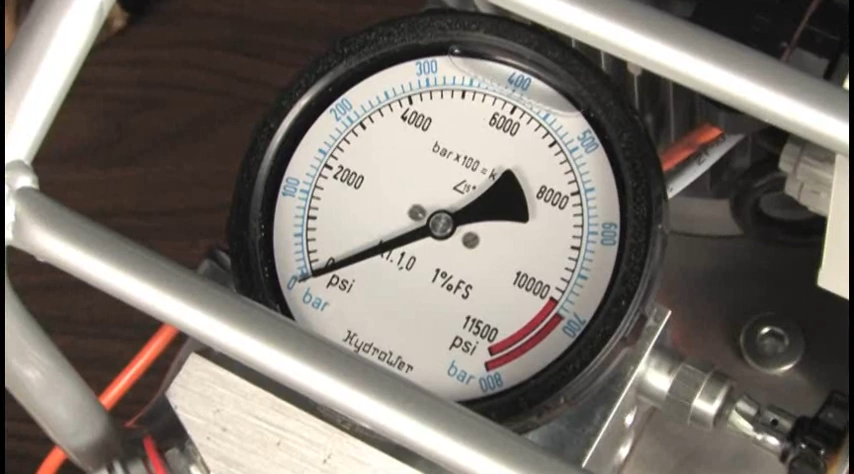 300
400
200
500
4000
6000
bar x 100 = k
100
2000
8000
600
0
psi
kl. 1,0
1% FS
10000
0
bar
700
11500
psi
HydroWer
bar
800